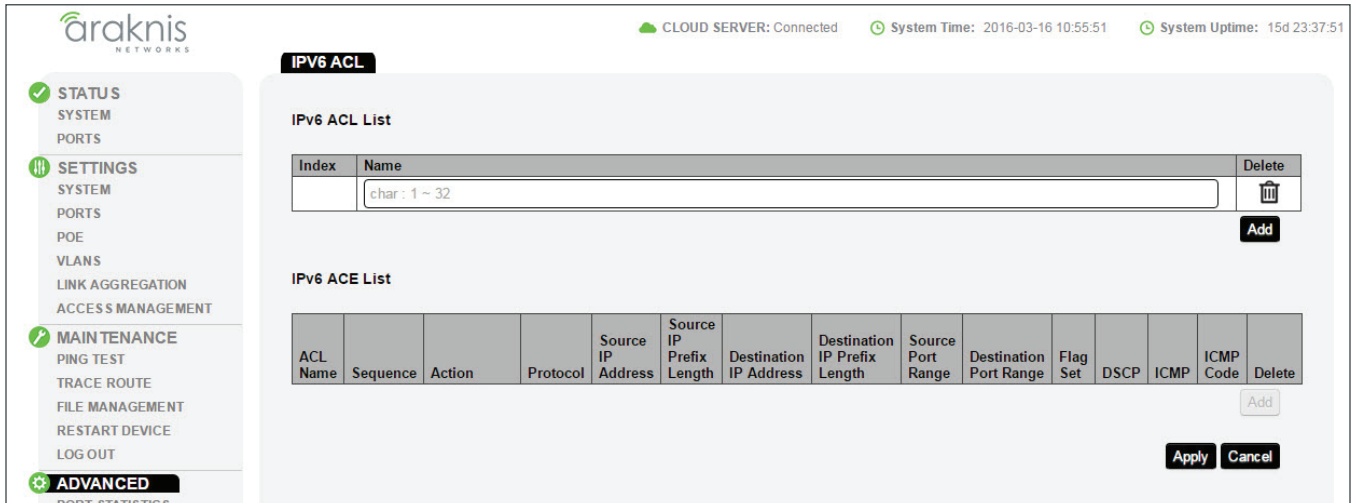 araknis
NETWORKS
CLOUD SERVER: Connected System Time: 2016-03-16 10:55:51 System Uptime: 15d 23:37:51
IPV6 ACL
STATUS
SYSTEM
PORTS
SETTINGS
SYSTEM
PORTS
POE
VLANS
LINK AGGREGATION
ACCESS MANAGEMENT
MAINTENANCE
PING TEST
TRACE ROUTE
FILE MANAGEMENT
RESTART DEVICE
LOG OUT
ADVANCED
PORT STATISTICS
IPv6 ACL List
Index Name Delete
char : 1 ~ 32
Add
IPv6 ACE List
ACL Name Sequence Action Protocol Source IP Address Source IP Prefix Length Destination IP Address Destination IP Prefix Length Source Port Range Destination Port Range Flag Set DSCP ICMP ICMP Code Delete
Add
Apply Cancel